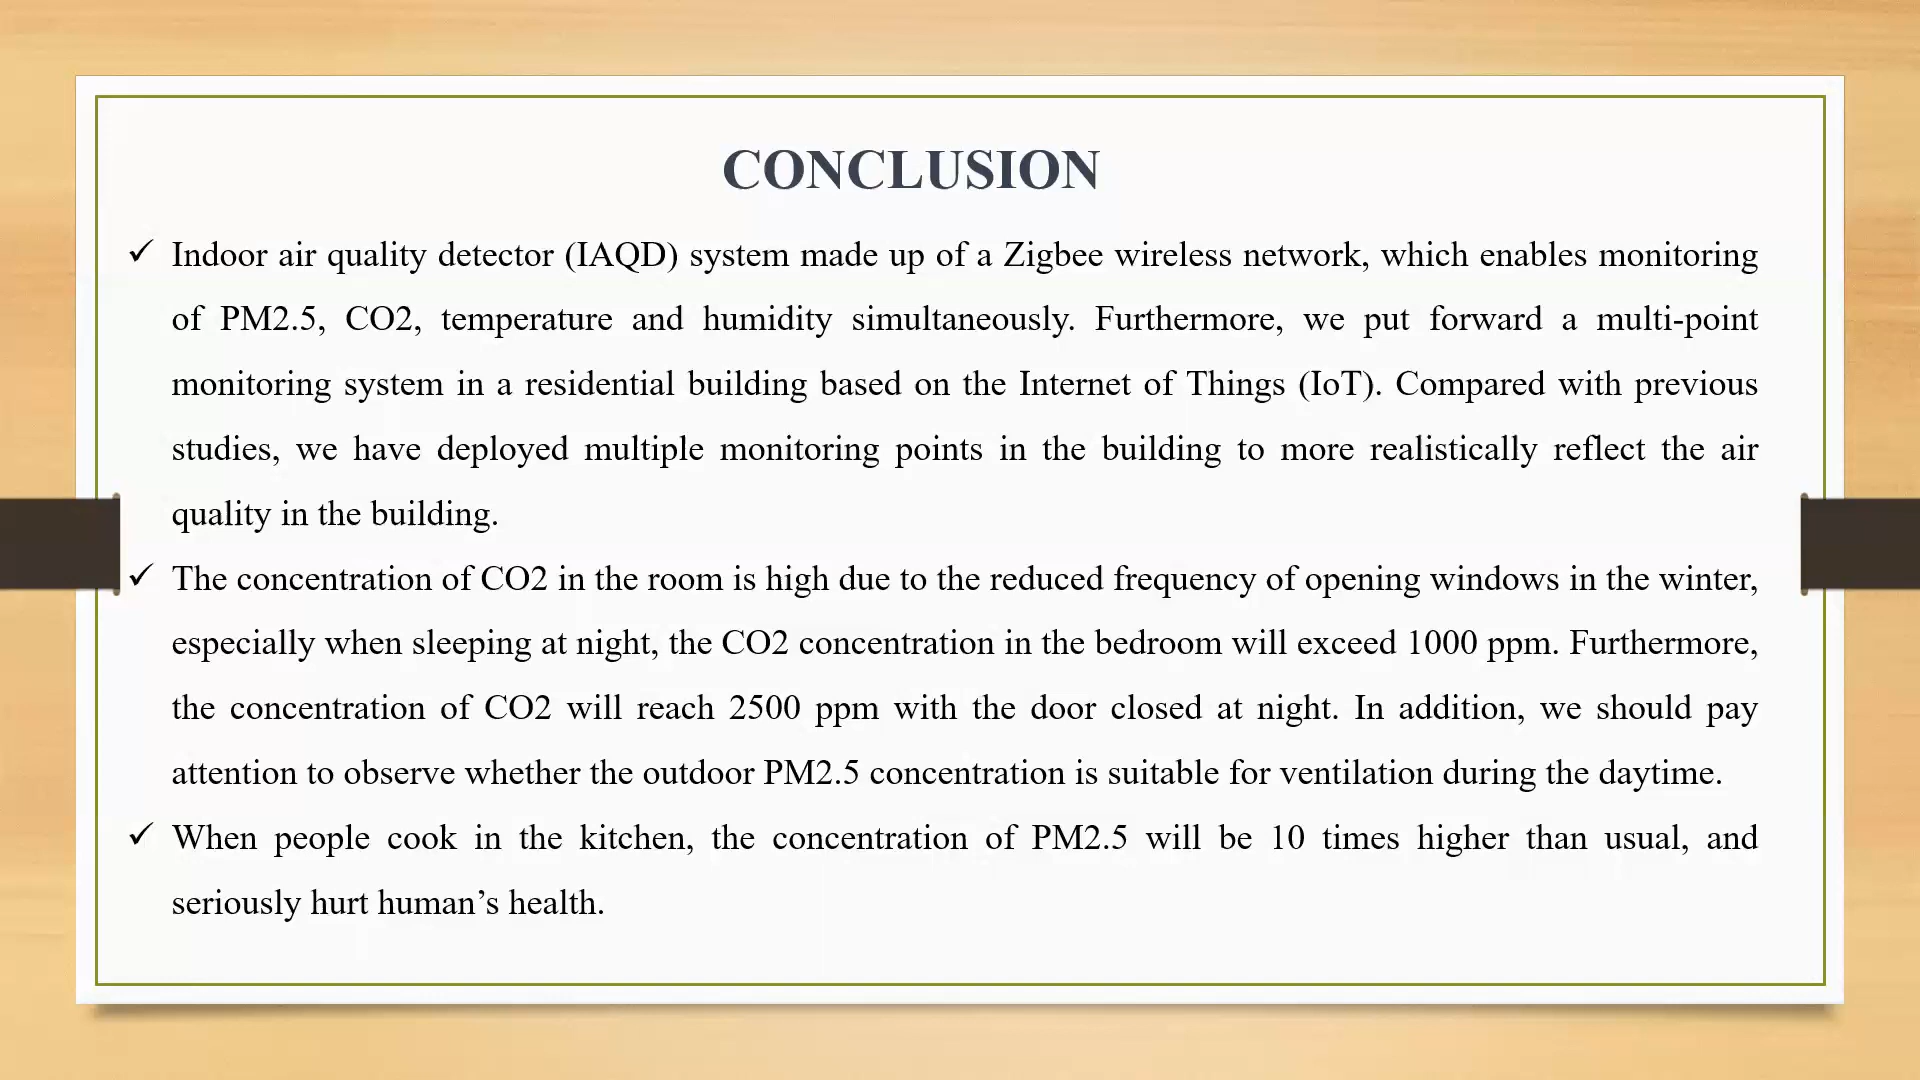 CONCLUSION
✓ Indoor air quality detector (IAQD) system made up of a Zigbee wireless network, which enables monitoring
of PM2.5, CO2, temperature and humidity simultaneously. Furthermore, we put forward a multi-point
monitoring system in a residential building based on the Internet of Things (IoT). Compared with previous
studies, we have deployed multiple monitoring points in the building to more realistically reflect the air
quality in the building.
✓ The concentration of CO2 in the room is high due to the reduced frequency of opening windows in the winter,
especially when sleeping at night, the CO2 concentration in the bedroom will exceed 1000 ppm. Furthermore,
the concentration of CO2 will reach 2500 ppm with the door closed at night. In addition, we should pay
attention to observe whether the outdoor PM2.5 concentration is suitable for ventilation during the daytime.
✓ When people cook in the kitchen, the concentration of PM2.5 will be 10 times higher than usual, and
seriously hurt human’s health.